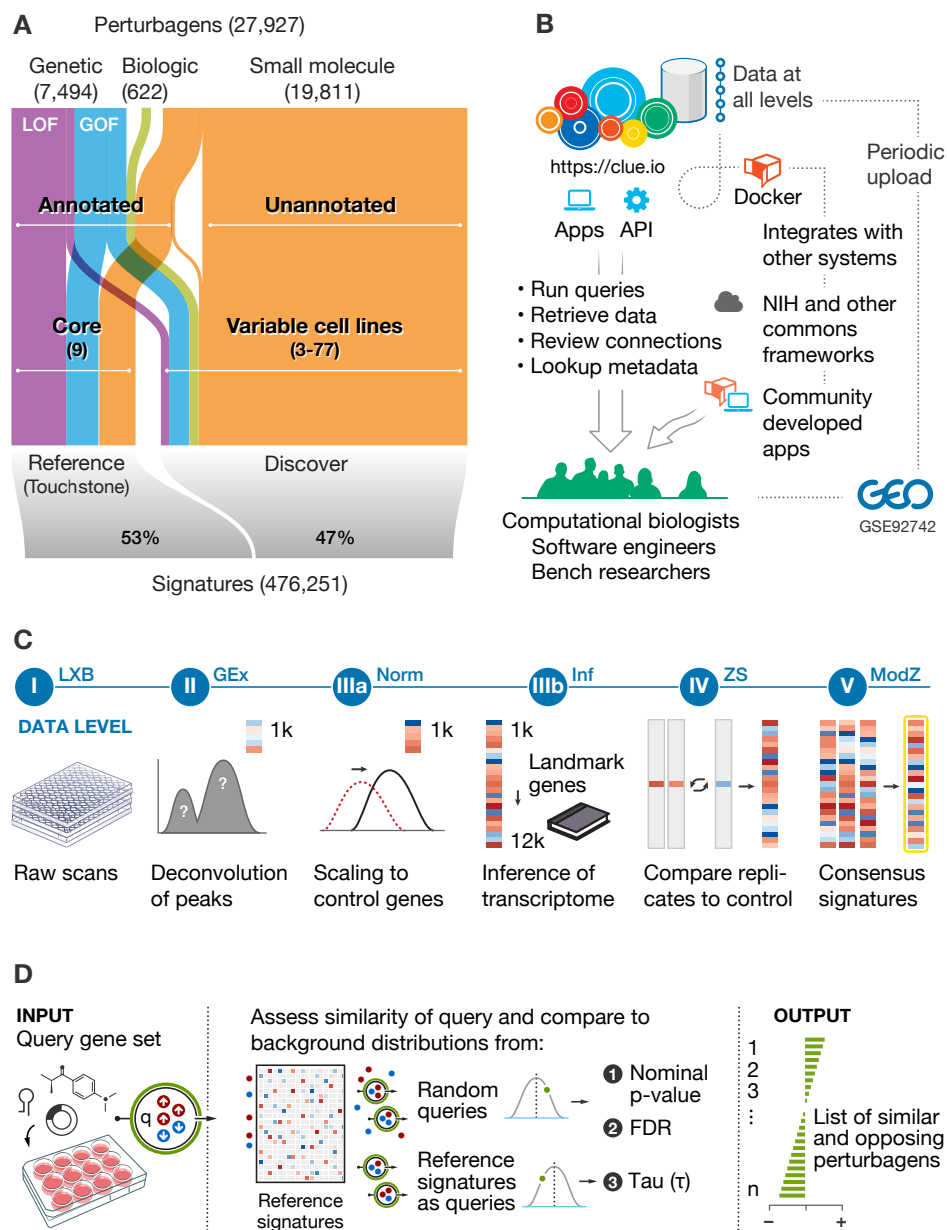 A
Perturbagens (27,927)
Genetic
(7,494)
Biologic
(622)
Small molecule
(19,811)
LOF
GOF
Annotated
Unannotated
Core
(9)
Variable cell lines
(3-77)
Reference
(Touchstone)
Discover
53%
47%
Signatures (476,251)
B
Data at
all levels
https://clue.io
Apps
API
Docker
Periodic
upload
Integrates with
other systems
• Run queries
• Retrieve data
• Review connections
• Lookup metadata
NIH and other
commons
frameworks
Community
developed
apps
GEO
GSE92742
Computational biologists
Software engineers
Bench researchers
C
I LXB
II GEx
IIIa Norm
IIIb Inf
IV ZS
V ModZ
DATA LEVEL
1k
? ?
1k
1k
Landmark
genes
12k
Raw scans
Deconvolution
of peaks
Scaling to
control genes
Inference of
transcriptome
Compare repli-
cates to control
Consensus
signatures
D
INPUT
Query gene set
q
Assess similarity of query and compare to
background distributions from:
Random
queries
1 Nominal
p-value
2 FDR
Reference
signatures
as queries
3 Tau (τ)
Reference
signatures
OUTPUT
1
2
3
⋮
n
List of similar
and opposing
perturbagens
− +